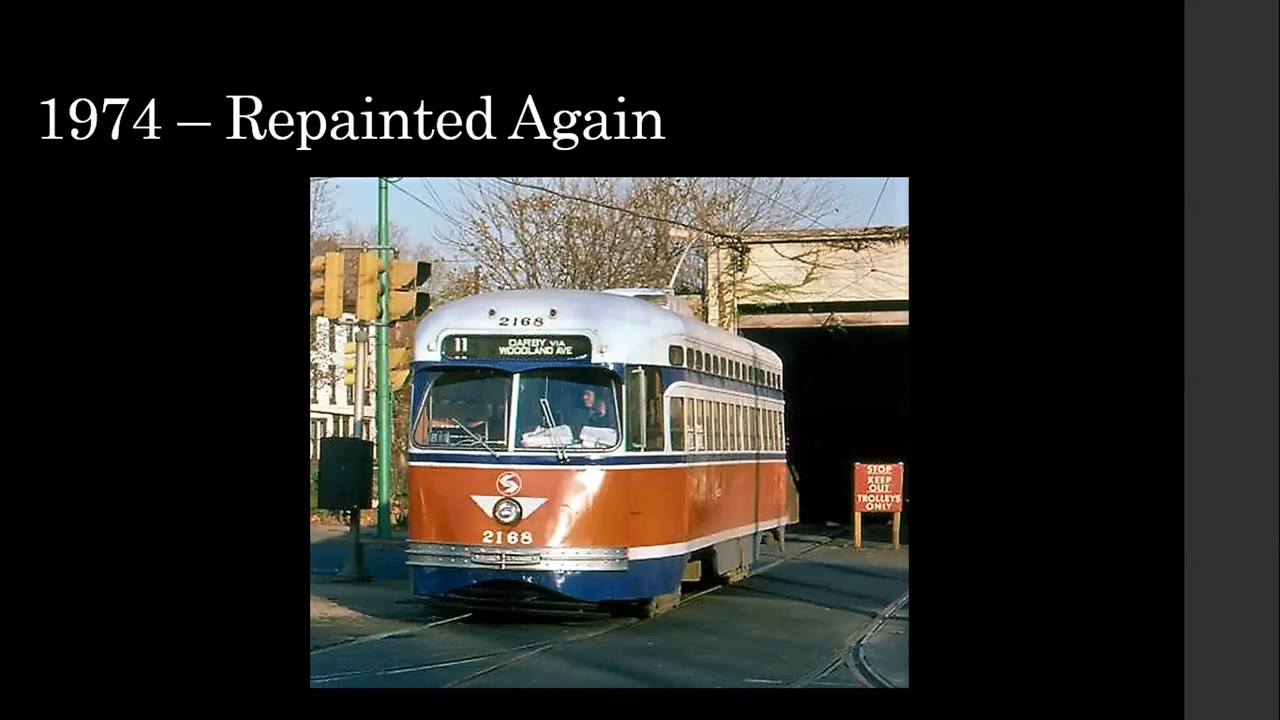 1974 – Repainted Again
2168
11
DARBY VIA
WOODLAND AVE
2168
STOP
KEEP
OUT
TROLLEYS
ONLY